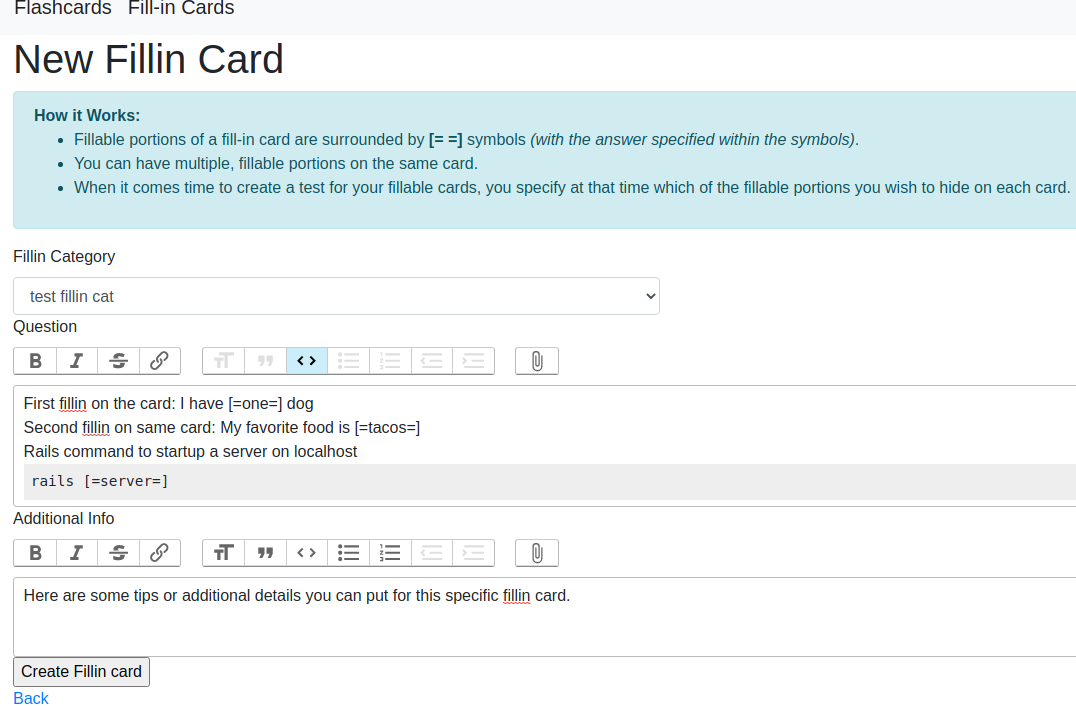 Flashcards Fill-in Cards
New Fillin Card
How it Works:
Fillable portions of a fill-in card are surrounded by [= =] symbols (with the answer specified within the symbols).
You can have multiple, fillable portions on the same card.
When it comes time to create a test for your fillable cards, you specify at that time which of the fillable portions you wish to hide on each card.
Fillin Category
test fillin cat
Question
First fillin on the card: I have [=one=] dog
Second fillin on same card: My favorite food is [=tacos=]
Rails command to startup a server on localhost
rails [=server=]
Additional Info
Here are some tips or additional details you can put for this specific fillin card.
Create Fillin card
Back